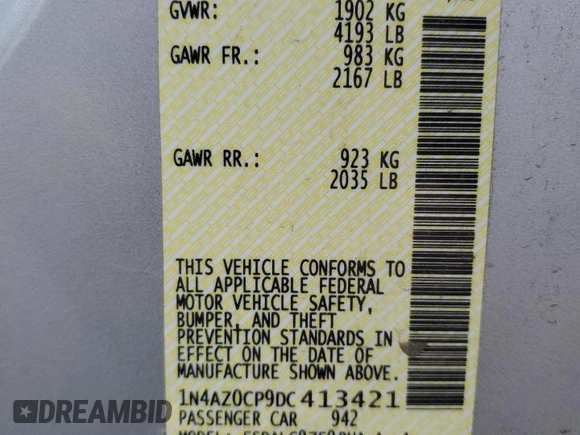 GVWR: 1902 KG
4193 LB
GAWR FR.: 983 KG
2167 LB
GAWR RR.: 923 KG
2035 LB
THIS VEHICLE CONFORMS TO
ALL APPLICABLE FEDERAL
MOTOR VEHICLE SAFETY,
BUMPER, AND THEFT
PREVENTION STANDARDS IN
EFFECT ON THE DATE OF
MANUFACTURE SHOWN ABOVE.
1N4AZ0CP9DC413421
PASSENGER CAR 942
DREAMBID
dreambid.com